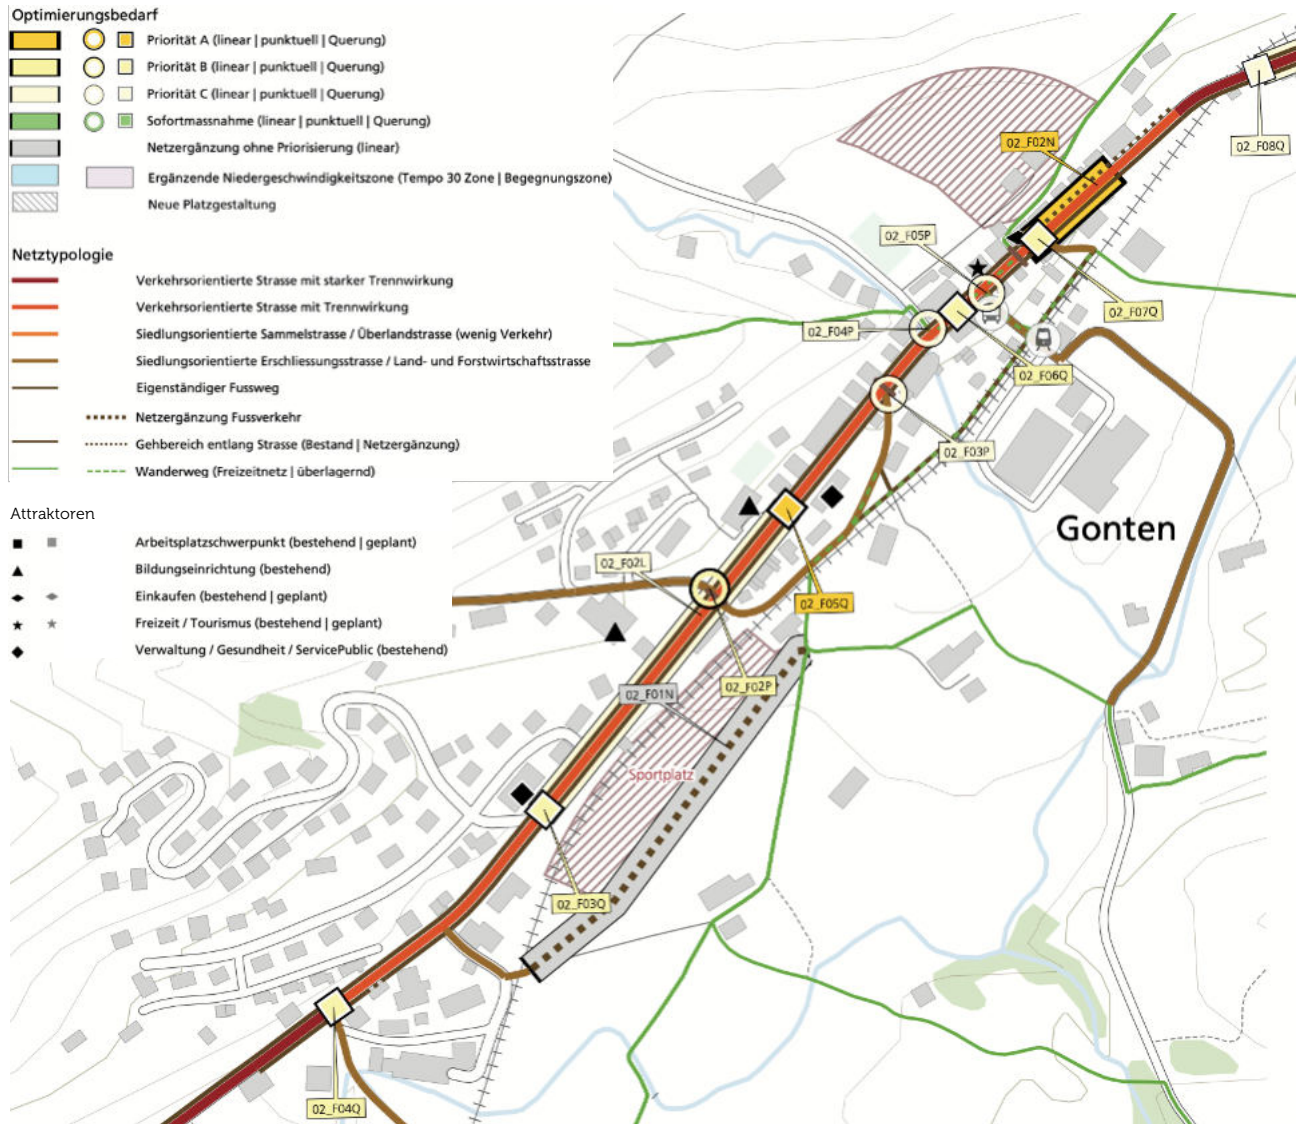 Optimierungsbedarf
Priorität A (linear | punktuell | Querung)
Priorität B (linear | punktuell | Querung)
Priorität C (linear | punktuell | Querung)
Sofortmassnahme (linear | punktuell | Querung)
Netzergänzung ohne Priorisierung (linear)
Ergänzende Niedergeschwindigkeitszone (Tempo 30 Zone | Begegnungszone)
Neue Platzgestaltung
Netztypologie
Verkehrsorientierte Strasse mit starker Trennwirkung
Verkehrsorientierte Strasse mit Trennwirkung
Siedlungsorientierte Sammelstrasse / Überlandstrasse (wenig Verkehr)
Siedlungsorientierte Erschliessungsstrasse / Land- und Forstwirtschaftsstrasse
Eigenständiger Fussweg
Netzergänzung Fussverkehr
Gehbereich entlang Strasse (Bestand | Netzergänzung)
Wanderweg (Freizeitnetz | überlagernd)
Attraktoren
Arbeitsplatzschwerpunkt (bestehend | geplant)
Bildungseinrichtung (bestehend)
Einkaufen (bestehend | geplant)
Freizeit / Tourismus (bestehend | geplant)
Verwaltung / Gesundheit / ServicePublic (bestehend)
02_F02N
02_F08Q
02_F05P
02_F07Q
02_F04P
02_F06Q
02_F03P
Gonten
02_F02L
02_F05Q
02_F02P
02_F01N
Sportplatz
02_F03Q
02_F04Q